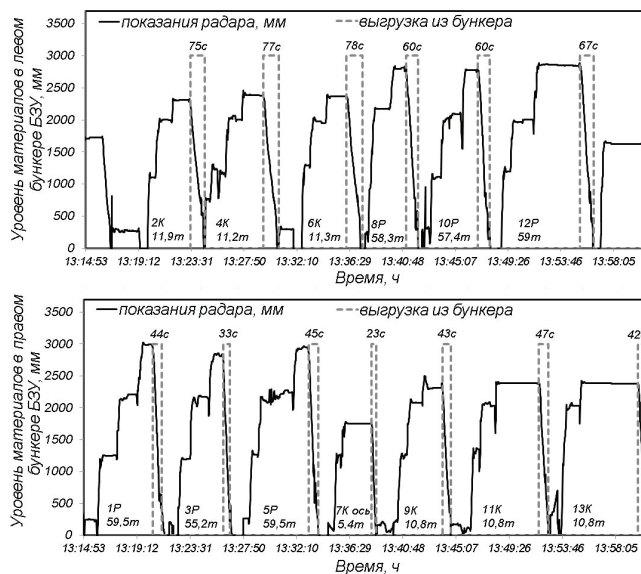 показания радара, мм выгрузка из бункера
Уровень материалов в левом
бункере БЗУ, мм
3500
3000
2500
2000
1500
1000
500
0
75с 77с 78с 60с 60с 67с
2К 4К 6К 8Р 10Р 12Р
11,9т 11,2т 11,3т 58,3т 57,4т 59т
13:14:53 13:19:12 13:23:31 13:27:50 13:32:10 13:36:29 13:40:48 13:45:07 13:49:26 13:53:46 13:58:05
Время, ч
показания радара, мм выгрузка из бункера
Уровень материалов в правом
бункере БЗУ, мм
3500
3000
2500
2000
1500
1000
500
0
44с 33с 45с 23с 43с 47с 42
1Р 3Р 5Р 7К ось 9К 11К 13К
59,5т 55,2т 59,5т 5,4т 10,8т 10,8т 10,8т
13:14:53 13:19:12 13:23:31 13:27:50 13:32:10 13:36:29 13:40:48 13:45:07 13:49:26 13:53:46 13:58:05
Время, ч